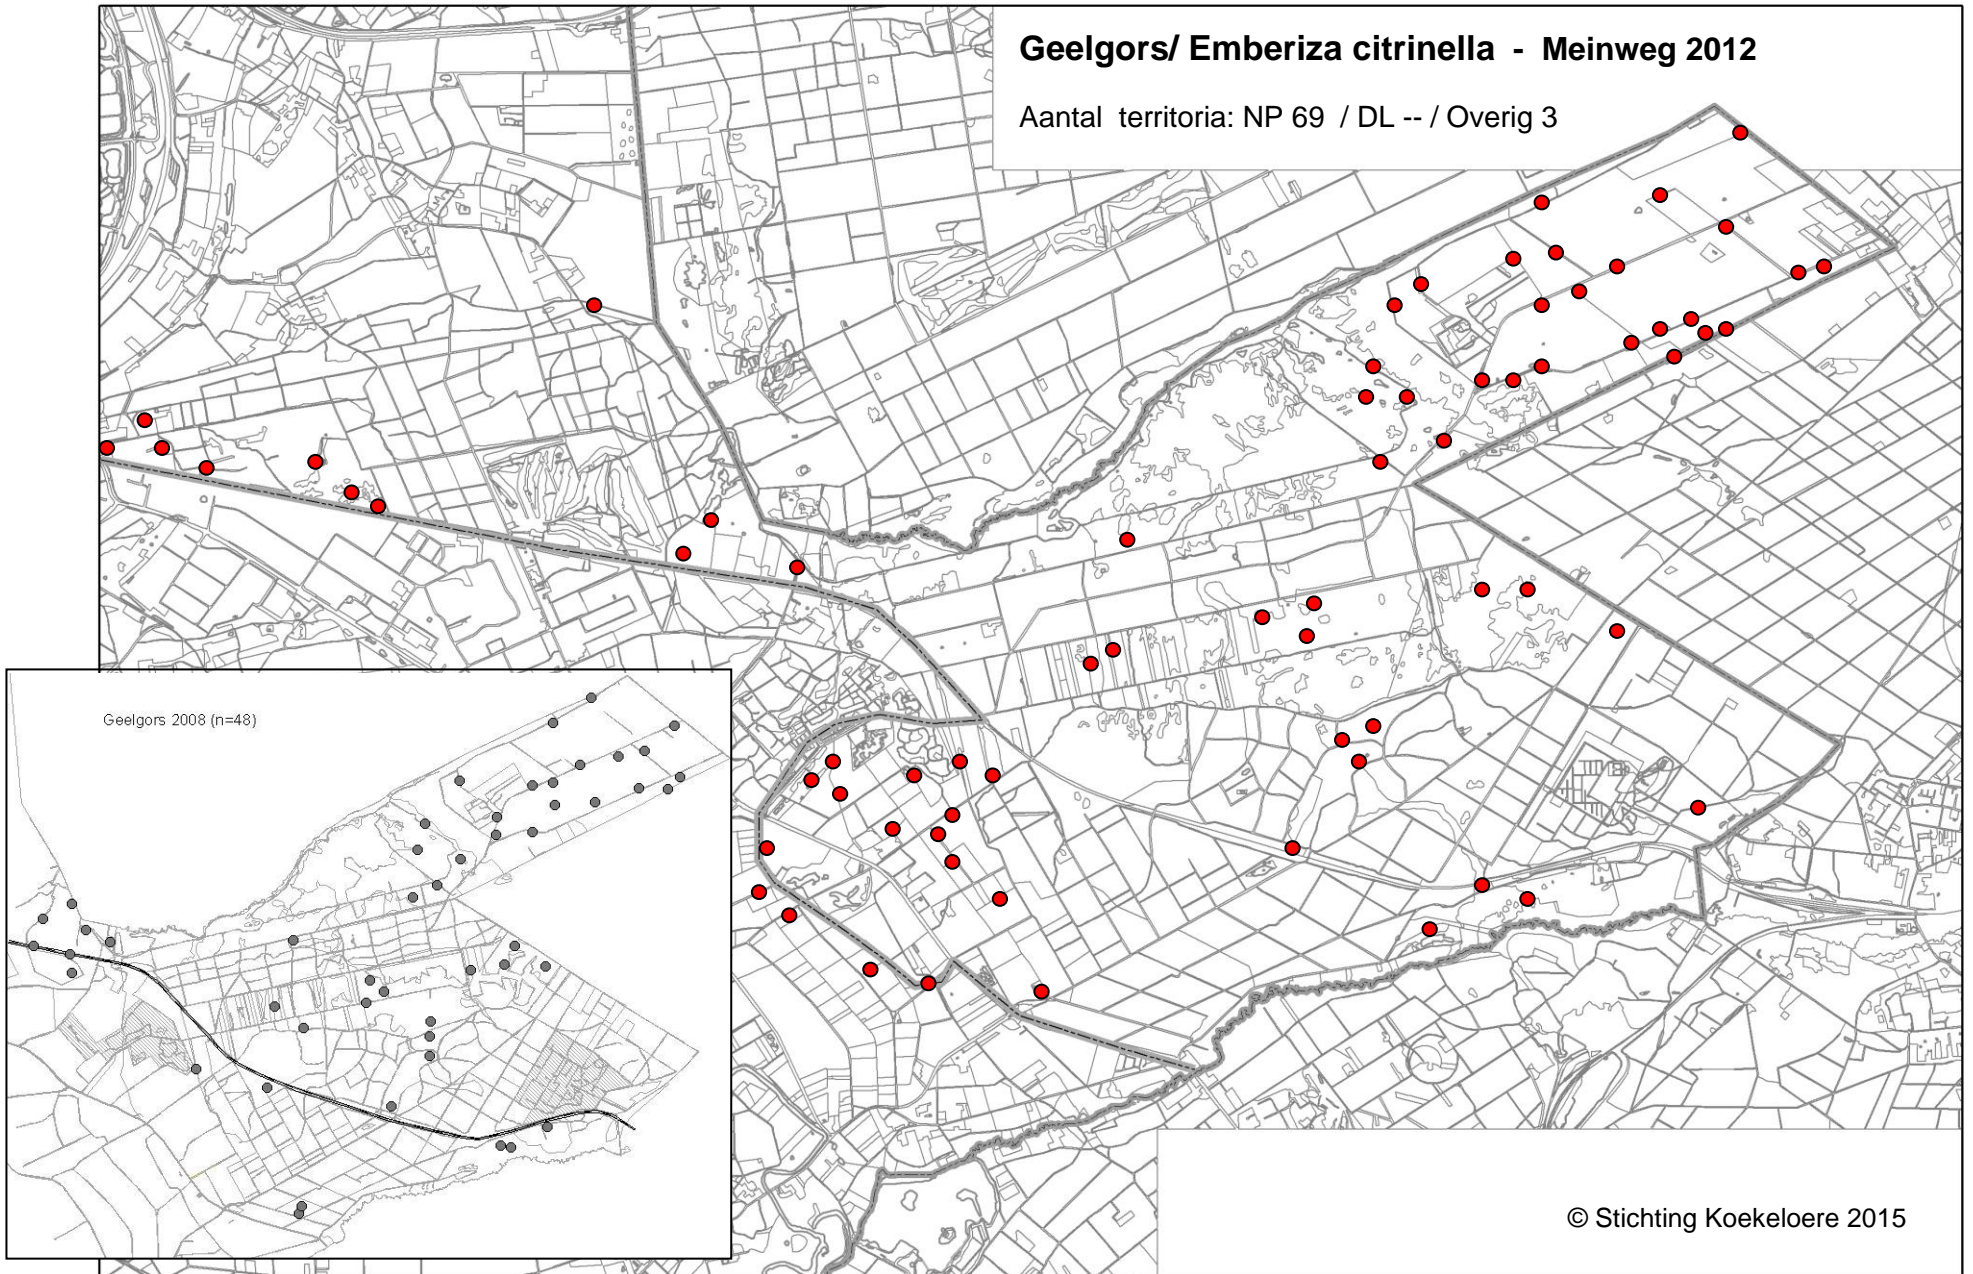 Geelgors/ Emberiza citrinella - Meinweg 2012
Aantal territoria: NP 69 / DL -- / Overig 3
Geelgors 2008 (n=48)
© Stichting Koekeloere 2015